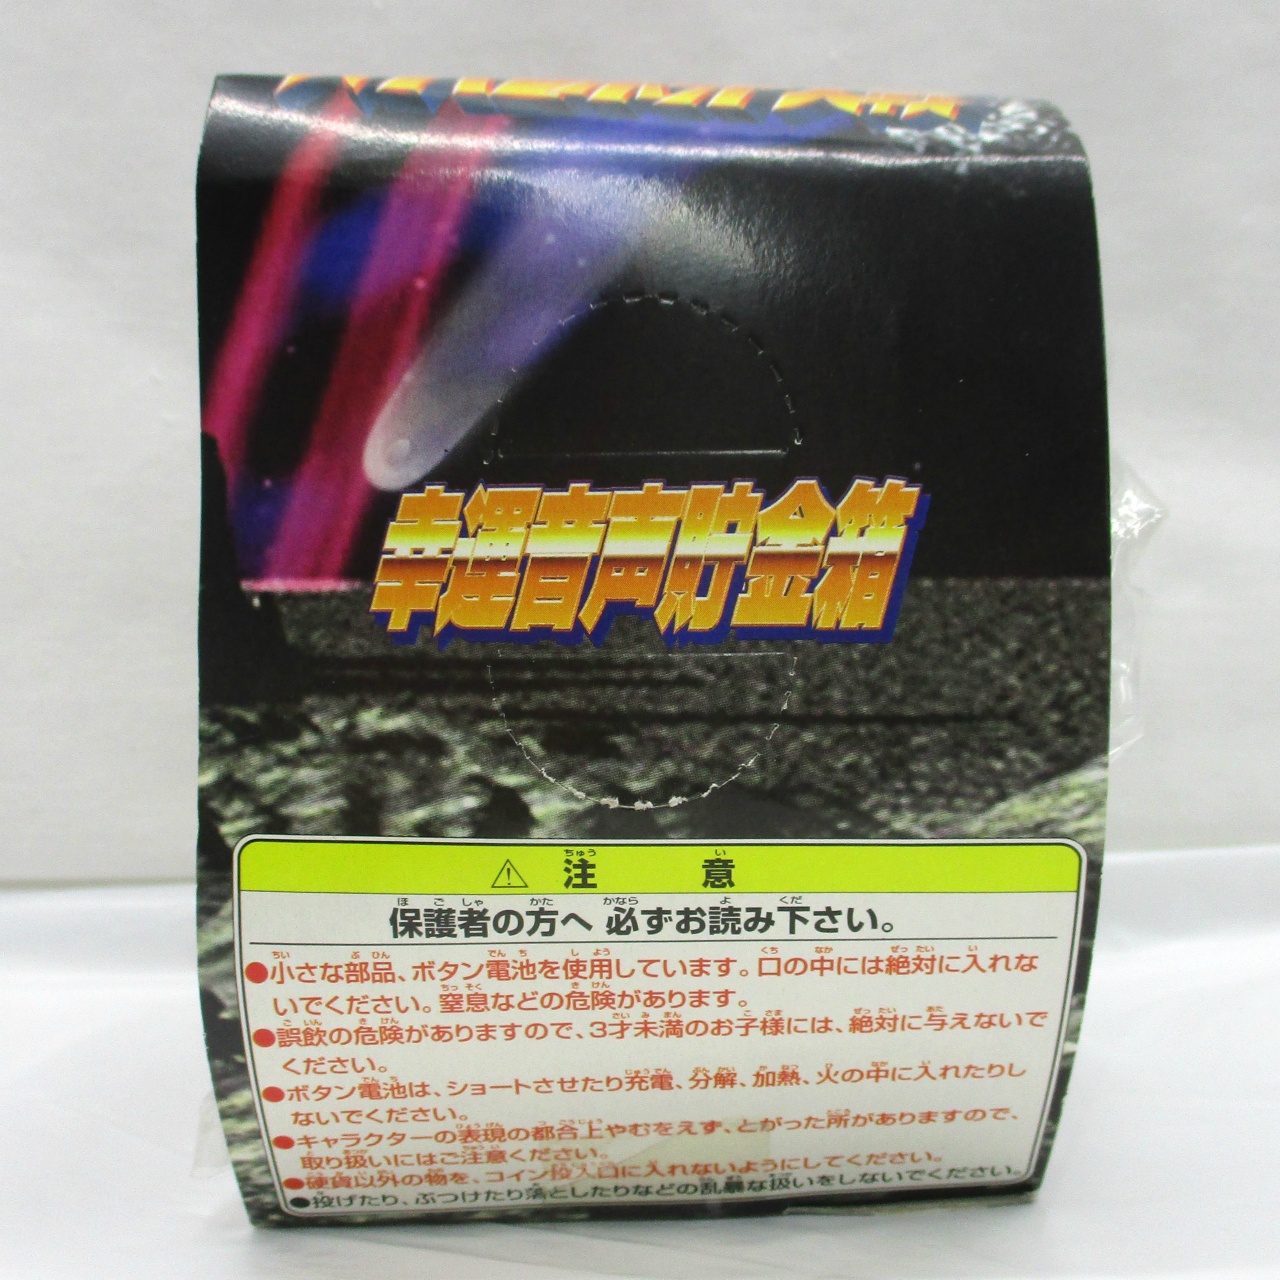 幸運音声貯金箱
⚠ 注意
保護者の方へ 必ずお読み下さい。
●小さな部品、ボタン電池を使用しています。口の中には絶対に入れな
いでください。窒息などの危険があります。
●誤飲の危険がありますので、3才未満のお子様には、絶対に与えないで
ください。
●ボタン電池は、ショートさせたり充電、分解、加熱、火の中に入れたりし
ないでください。
●キャラクターの表現の都合上やむをえず、とがった所がありますので、
取り扱いにはご注意ください。
●硬貨以外の物を、コイン投入口に入れないようにしてください。
●投げたり、ぶつけたり落としたりなどの乱暴な扱いをしないでください。